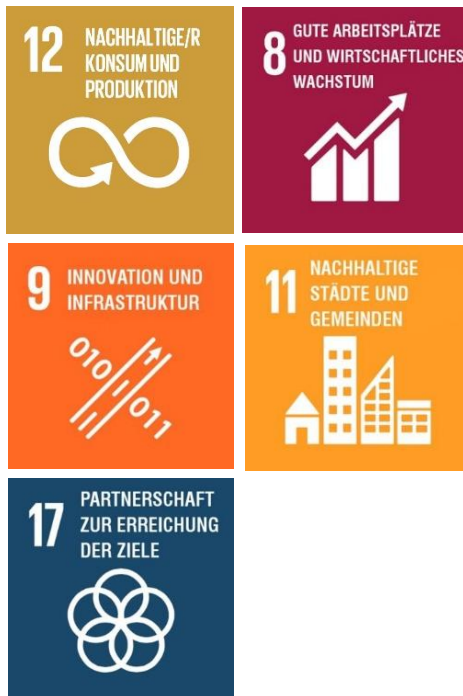 12 NACHHALTIGE/R
KONSUM UND
PRODUKTION
8 GUTE ARBEITSPLÄTZE
UND WIRTSCHAFTLICHES
WACHSTUM
9 INNOVATION UND
INFRASTRUKTUR
010
011
11 NACHHALTIGE
STÄDTE UND
GEMEINDEN
17 PARTNERSCHAFT
ZUR ERREICHUNG
DER ZIELE